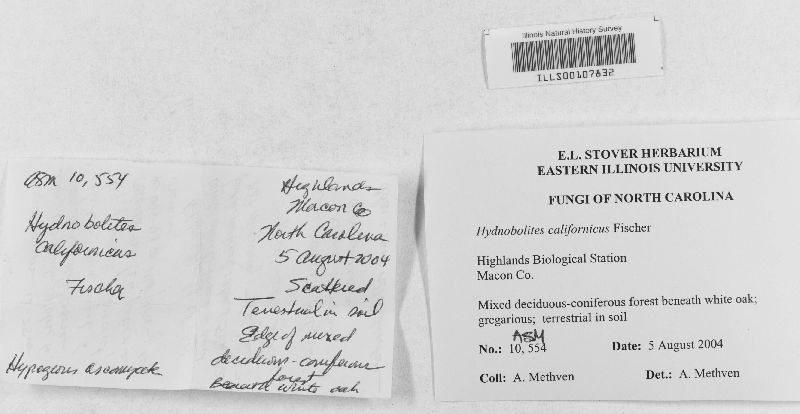 Illinois Natural History Survey
ILLS00107832
ASM 10,554
Hydnobolites
Californicus
Fischer
Hypogeous ascomycete
Highlands
Macon Co
North Carolina
5 August 2004
Scattered
Terrestrial in soil
Edge of mixed
deciduous-coniferous
forest
Beneath white oak
E.L. STOVER HERBARIUM
EASTERN ILLINOIS UNIVERSITY
FUNGI OF NORTH CAROLINA
Hydnobolites californicus Fischer
Highlands Biological Station
Macon Co.
Mixed deciduous-coniferous forest beneath white oak;
gregarious; terrestrial in soil
ASM
No.: 10, 554 Date: 5 August 2004
Coll: A. Methven Det.: A. Methven